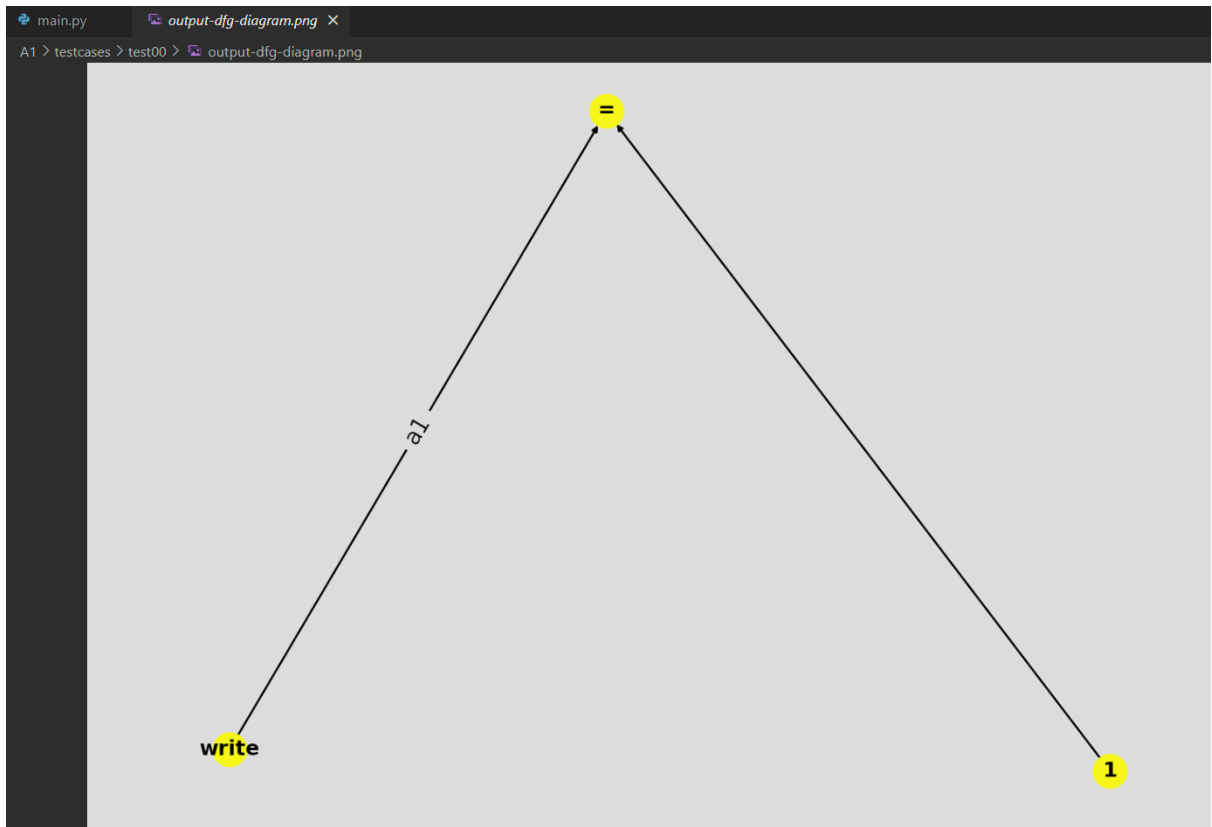 main.py output-dfg-diagram.png ×
A1 > testcases > test00 > output-dfg-diagram.png
=
a1
write
1